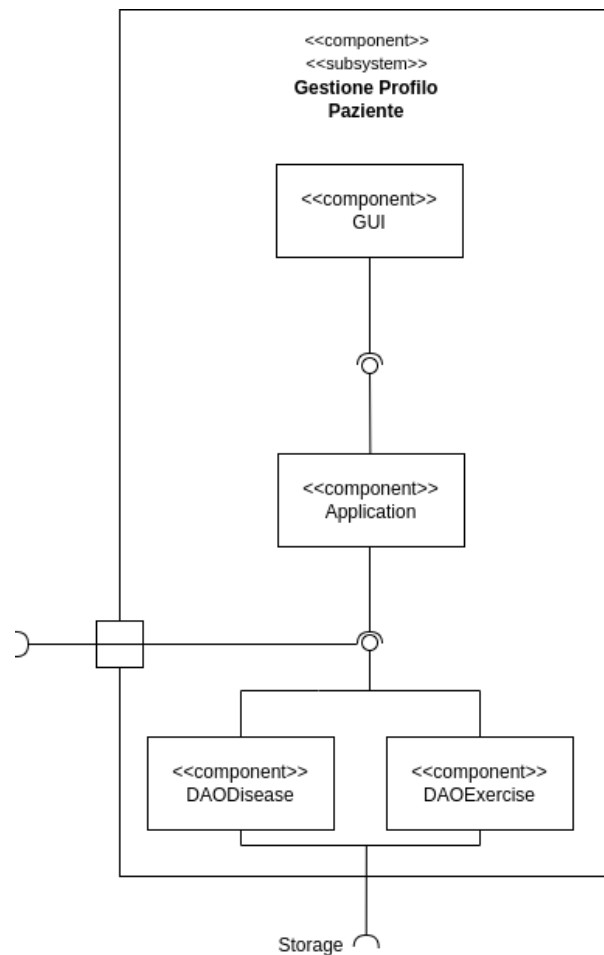 <<component>>
<<subsystem>>
Gestione Profilo
Paziente
<<component>>
GUI
<<component>>
Application
<<component>>
DAODisease
<<component>>
DAOExercise
Storage